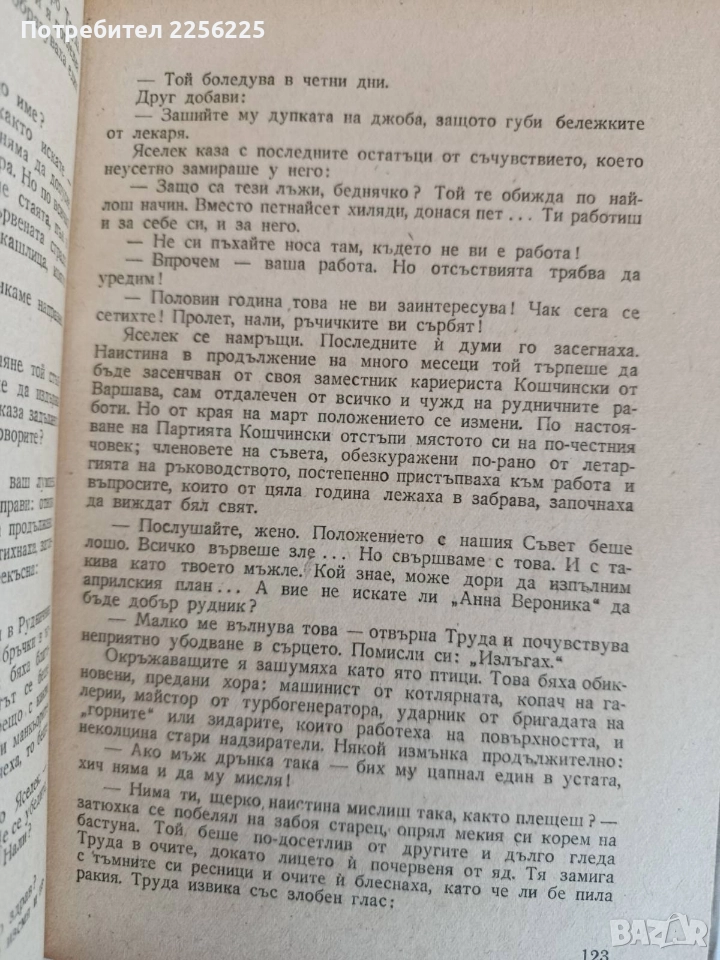 Потребител 2256225
— Той боледува в четни дни.
Друг добави:
— Зашийте му дупката на джоба, защото губи бележките
от лекаря.
Яселек каза с последните остатъци от съчувствието, което
неусетно замираше у него:
— Защо са тези лъжи, беднячко? Той те обижда по най-
лош начин. Вместо петнайсет хиляди, донася пет... Ти работиш
и за себе си, и за него.
— Не си пъхайте носа там, където не ви е работа!
— Впрочем — ваша работа. Но отсъствията трябва да
уредим!
— Половин година това не ви заинтересува! Чак сега се
сетихте! Пролет, нали, ръчичките ви сърбят!
Яселек се намръщи. Последните ѝ думи го засегнаха.
Наистина в продължение на много месеци той търпеше да
бъде засенчван от своя заместник кариериста Кошчински от
Варшава, сам отдалечен от всичко и чужд на рудничните ра-
боти. Но от края на март положението се измени. По настоя-
ване на Партията Кошчински отстъпи мястото си на по-честния
човек; членовете на съвета, обезкуражени по-рано от летар-
гията на ръководството, постепенно пристъпваха към работа и
въпросите, които от цяла година лежаха в забрава, започнаха
да виждат бял свят.
— Послушайте, жено. Положението с нашия Съвет беше
лошо. Всичко вървеше зле... Но свършваме с това. И с та-
кива като твоето мъжле. Кой знае, може дори да изпълним
априлския план... А вие не искате ли „Анна Вероника“ да
бъде добър рудник?
— Малко ме вълнува това — отвърна Труда и почувствува
неприятно убодване в сърцето. Помисли си: „Излъгах.“
Окръжаващите я зашумяха като ято птици. Това бяха обик-
новени, предани хора: машинист от котлярната, копач на га-
лерии, майстор от турбогенератора, ударник от бригадата на
„горните“ или зидарите, които работеха на повърхността, и
неколцина стари надзиратели. Някой измънка продължително:
— Ако мъж дрънка така — бих му цапнал един в устата,
хич няма и да му мисля!
— Нима ти, щерко, наистина мислиш така, както плещеш? —
затюхка се побелял на забоя старец, опрял мекия си корем на
бастуна. Той беше по-досетлив от другите и дълго гледа
Труда в очите, докато лицето ѝ почервеня от яд. Тя замига
с тъмните си ресници и очите ѝ блеснаха, като че ли бе пила
ракия. Труда извика със злобен глас:
123
BAZAR